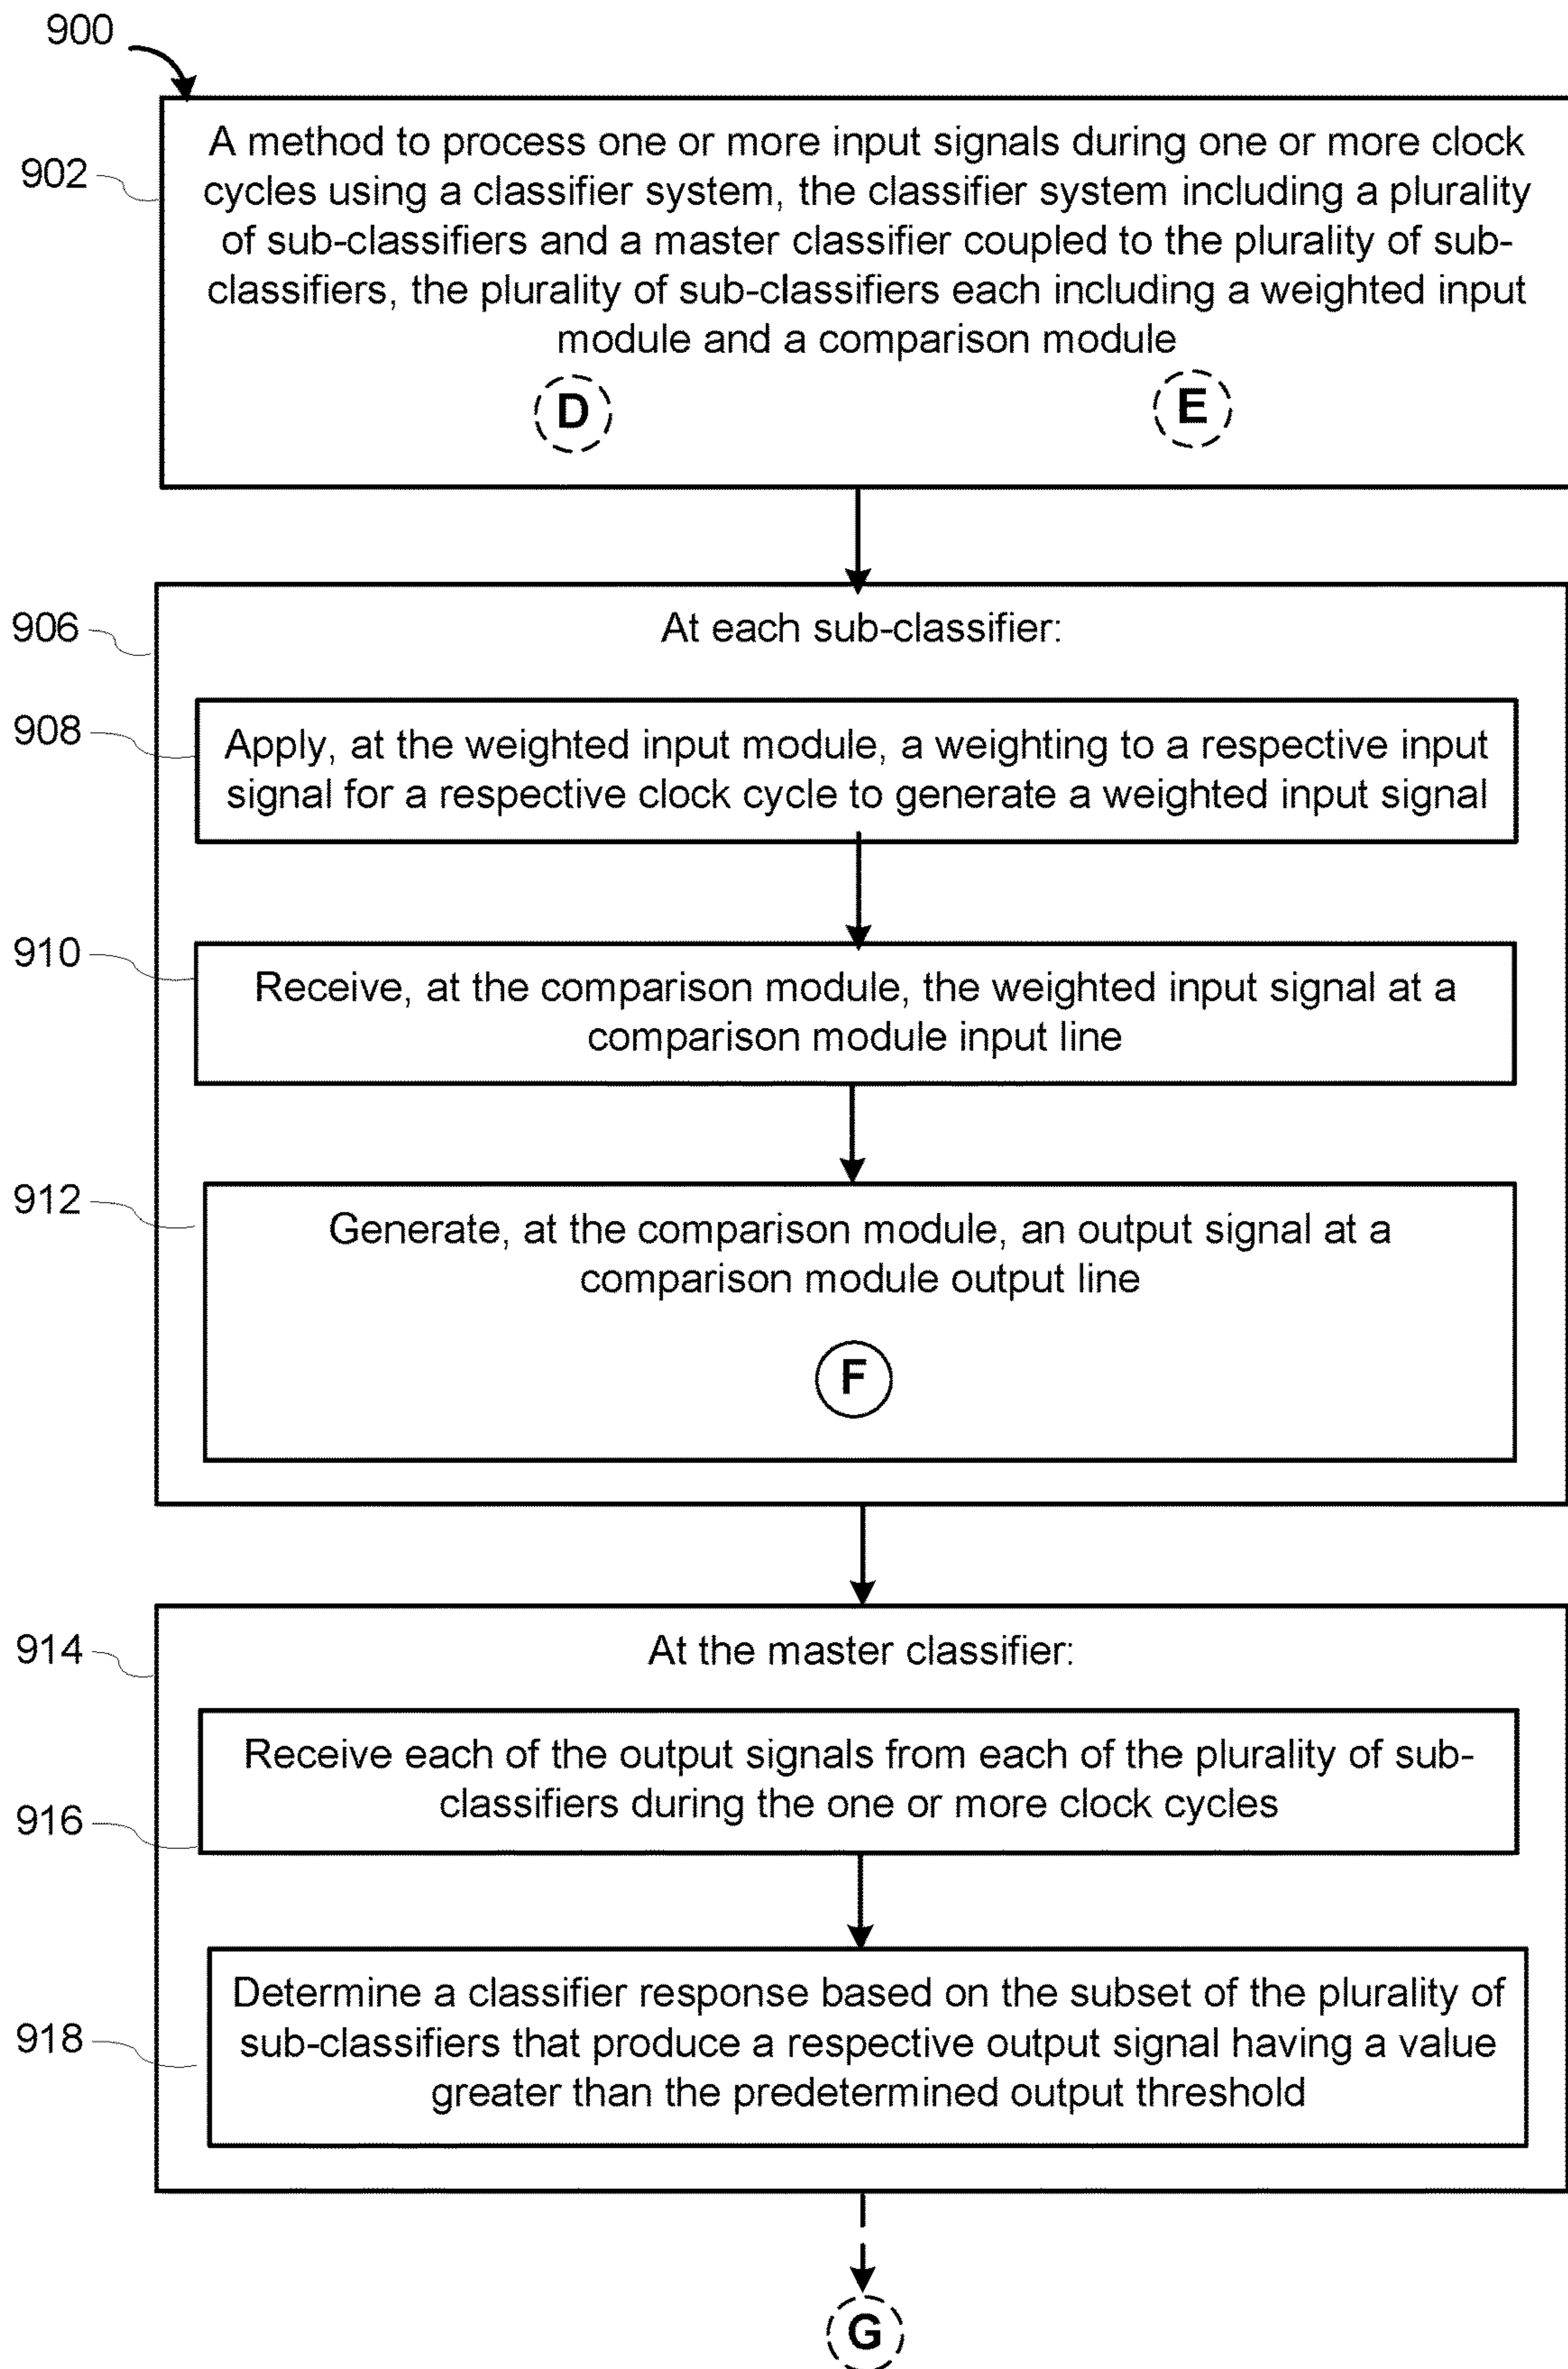 900
902
A method to process one or more input signals during one or more clock
cycles using a classifier system, the classifier system including a plurality
of sub-classifiers and a master classifier coupled to the plurality of sub-
classifiers, the plurality of sub-classifiers each including a weighted input
module and a comparison module
D
E
906
At each sub-classifier:
908
Apply, at the weighted input module, a weighting to a respective input
signal for a respective clock cycle to generate a weighted input signal
910
Receive, at the comparison module, the weighted input signal at a
comparison module input line
912
Generate, at the comparison module, an output signal at a
comparison module output line
F
914
At the master classifier:
Receive each of the output signals from each of the plurality of sub-
classifiers during the one or more clock cycles
916
Determine a classifier response based on the subset of the plurality of
sub-classifiers that produce a respective output signal having a value
greater than the predetermined output threshold
918
G